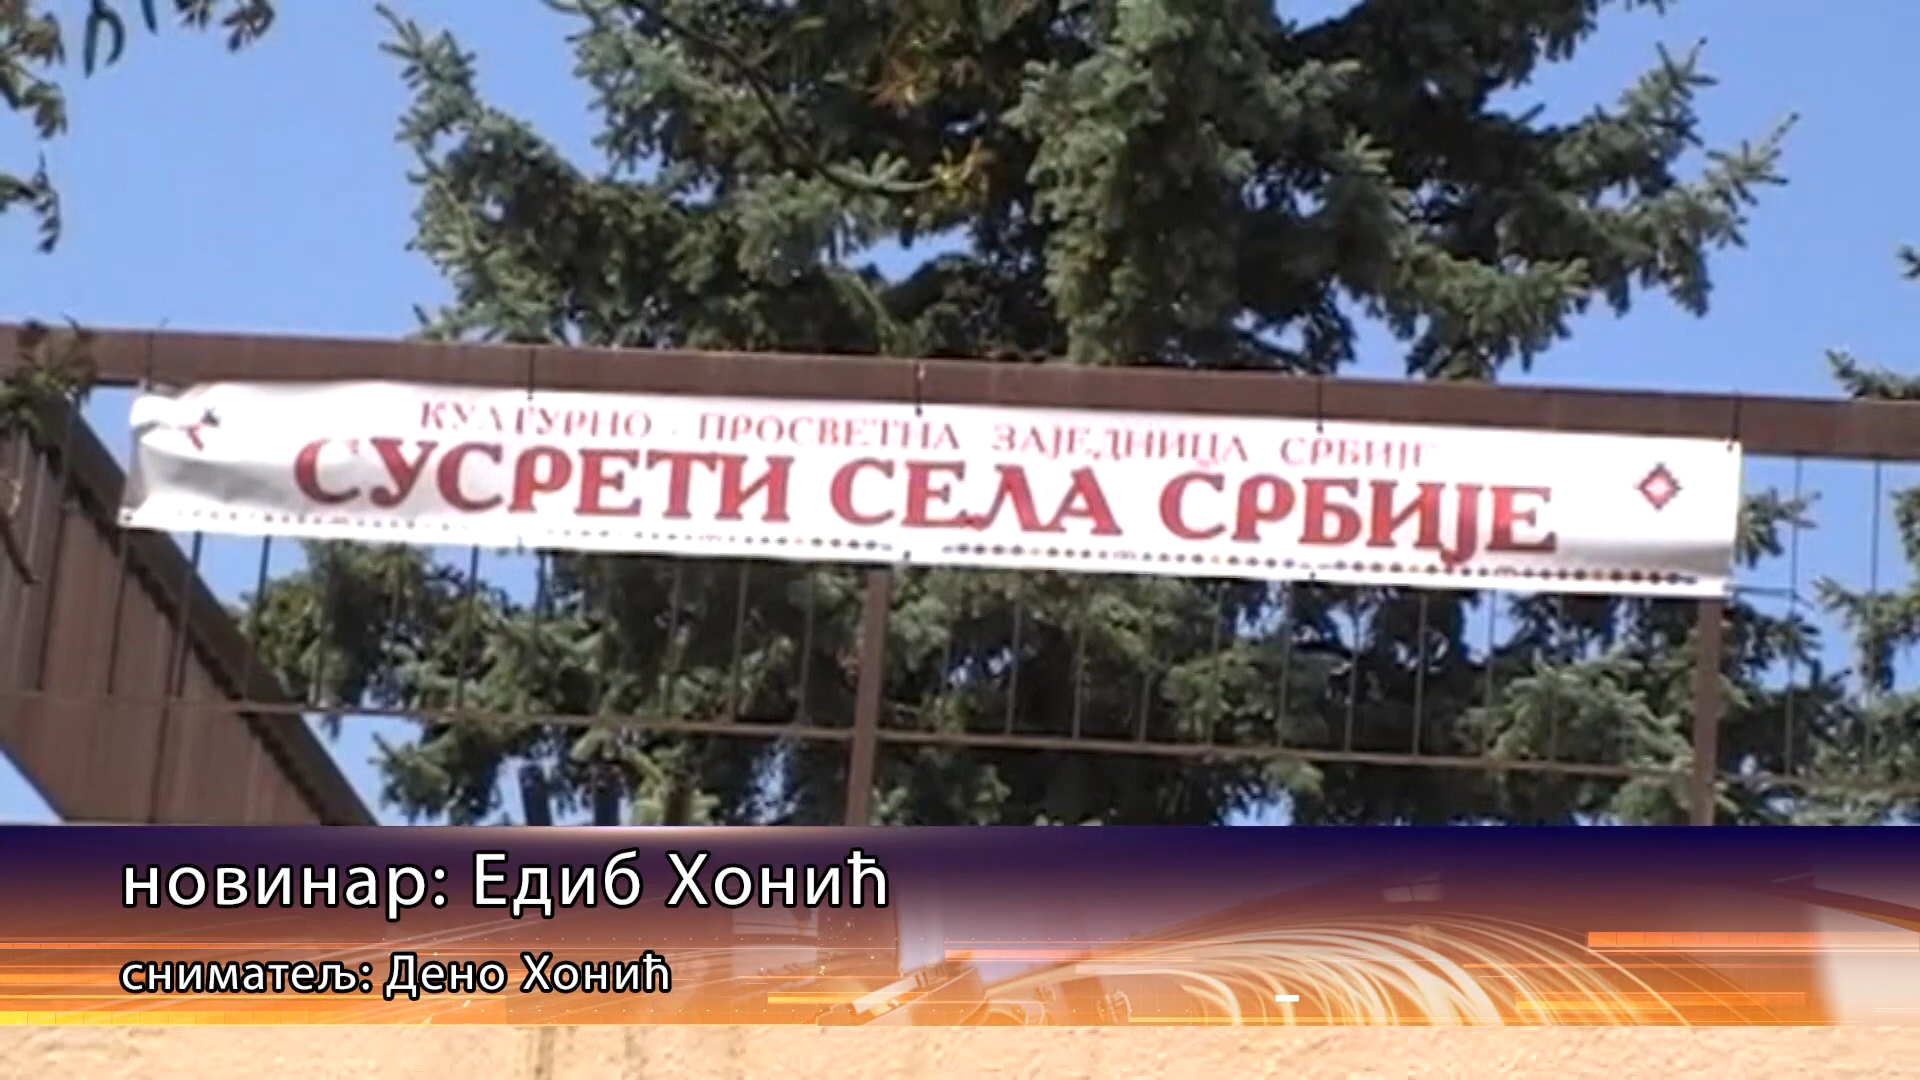 КУЛТУРНО - ПРОСВЕТНА ЗАЈЕДНИЦА СРБИЈЕ
СУСРЕТИ СЕЛА СРБИЈЕ
новинар: Едиб Хонић
сниматељ: Дено Хонић